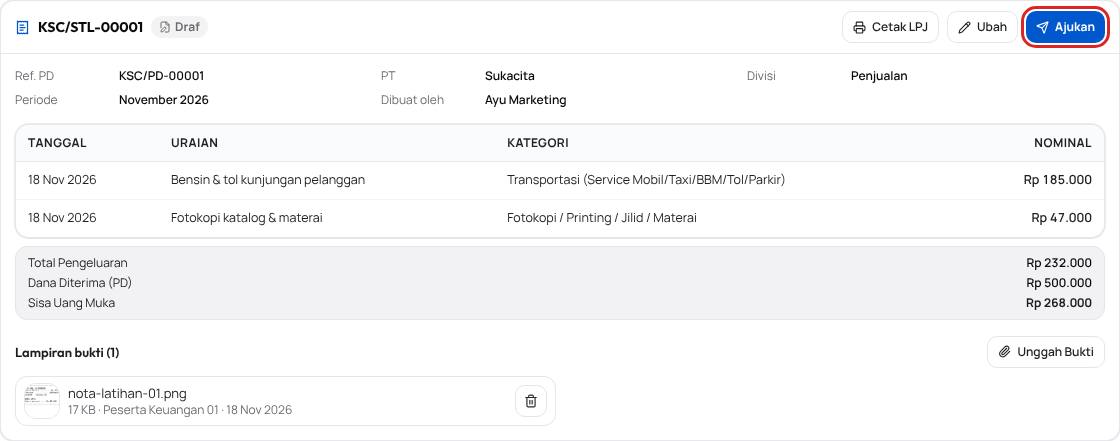 KSC/STL-00001 Draf Cetak LPJ Ubah Ajukan
Ref. PD KSC/PD-00001 PT Sukacita Divisi Penjualan
Periode November 2026 Dibuat oleh Ayu Marketing
TANGGAL URAIAN KATEGORI NOMINAL
18 Nov 2026 Bensin & tol kunjungan pelanggan Transportasi (Service Mobil/Taxi/BBM/Tol/Parkir) Rp 185.000
18 Nov 2026 Fotokopi katalog & materai Fotokopi / Printing / Jilid / Materai Rp 47.000
Total Pengeluaran Rp 232.000
Dana Diterima (PD) Rp 500.000
Sisa Uang Muka Rp 268.000
Lampiran bukti (1) Unggah Bukti
nota-latihan-01.png
17 KB · Peserta Keuangan 01 · 18 Nov 2026